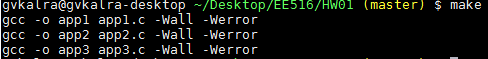 gvkalra@gvkalra-desktop ~/Desktop/EE516/HW01 (master) $ make
gcc -o app1 app1.c -Wall -Werror
gcc -o app2 app2.c -Wall -Werror
gcc -o app3 app3.c -Wall -Werror